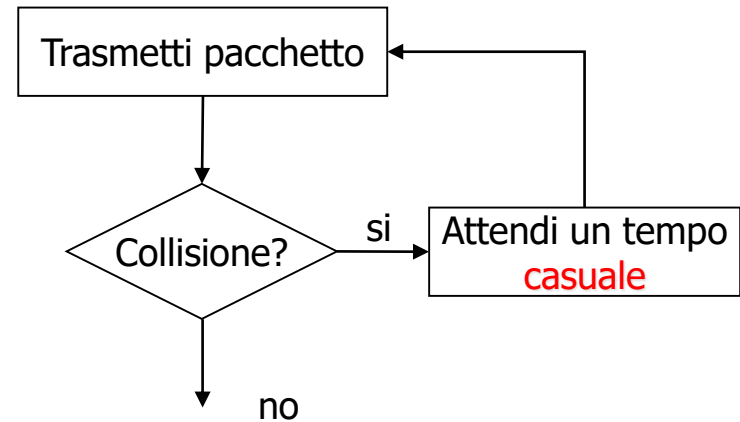 Trasmetti pacchetto
Collisione?
si
Attendi un tempo
casuale
no